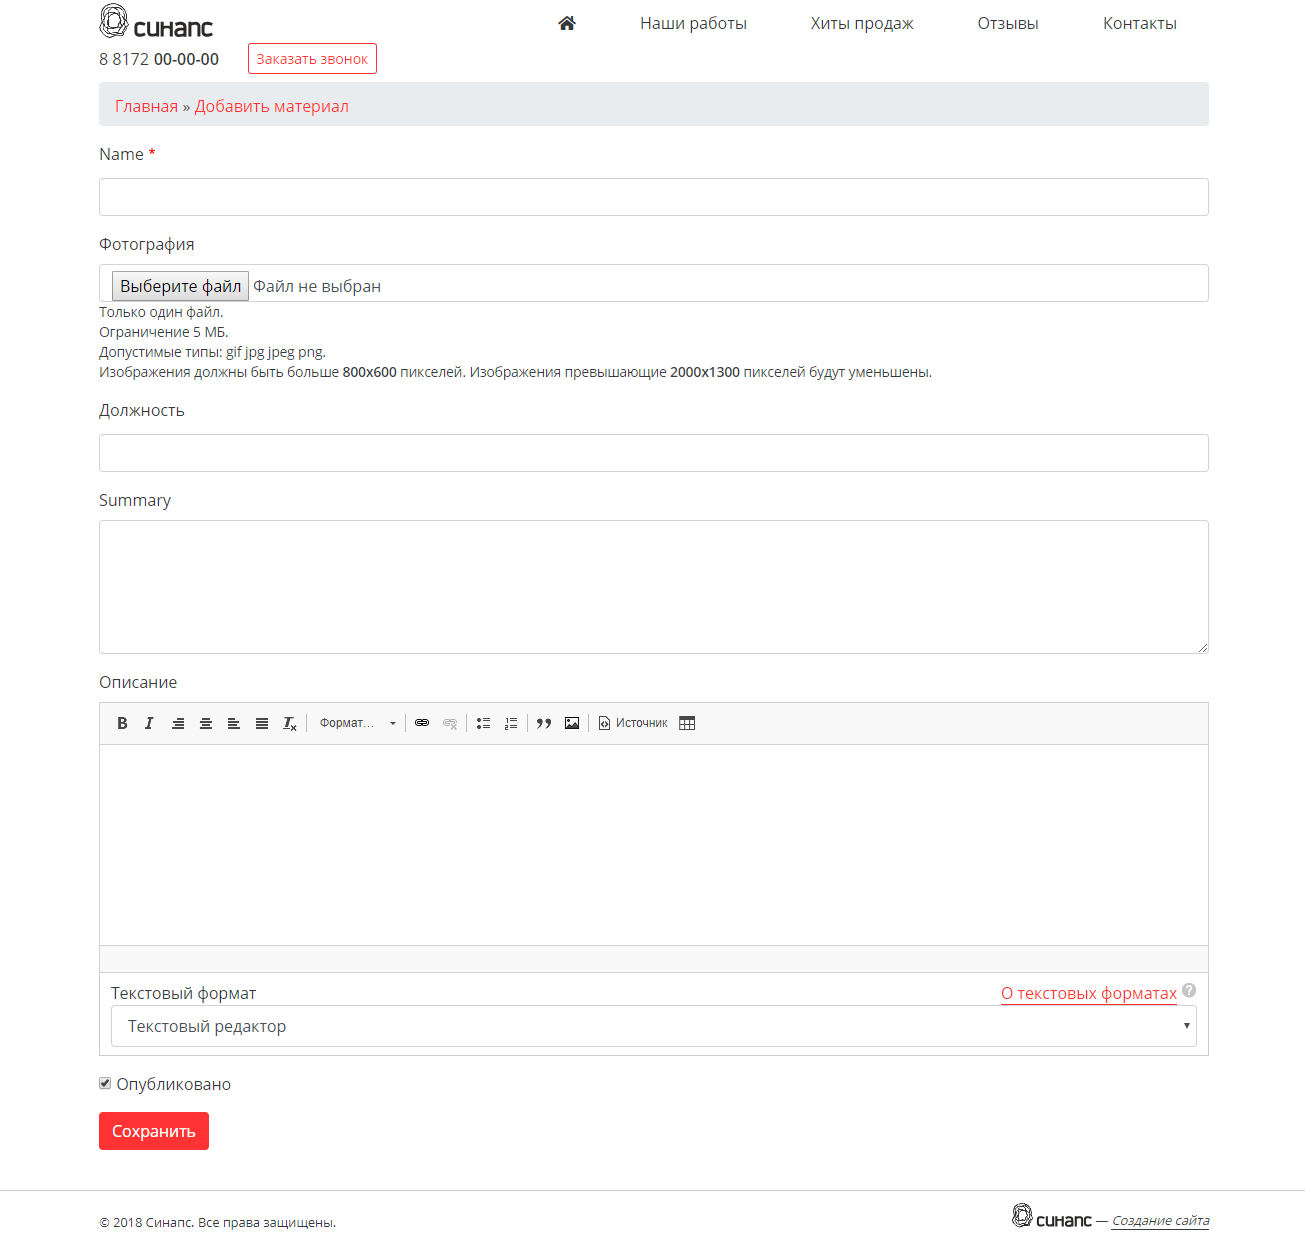 синапс
Наши работы Хиты продаж Отзывы Контакты
8 8172 00-00-00 Заказать звонок
Главная » Добавить материал
Name *
Фотография
Выберите файл Файл не выбран
Только один файл.
Ограничение 5 МБ.
Допустимые типы: gif jpg jpeg png.
Изображения должны быть больше 800x600 пикселей. Изображения превышающие 2000x1300 пикселей будут уменьшены.
Должность
Summary
Описание
B I Формат... Источник
Текстовый формат О текстовых форматах ?
Текстовый редактор
Опубликовано
Сохранить
© 2018 Синапс. Все права защищены. синапс — Создание сайта